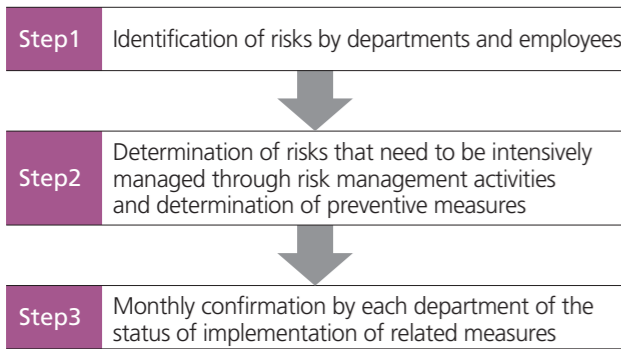 Step1
Identification of risks by departments and employees
Step2
Determination of risks that need to be intensively
managed through risk management activities
and determination of preventive measures
Step3
Monthly confirmation by each department of the
status of implementation of related measures